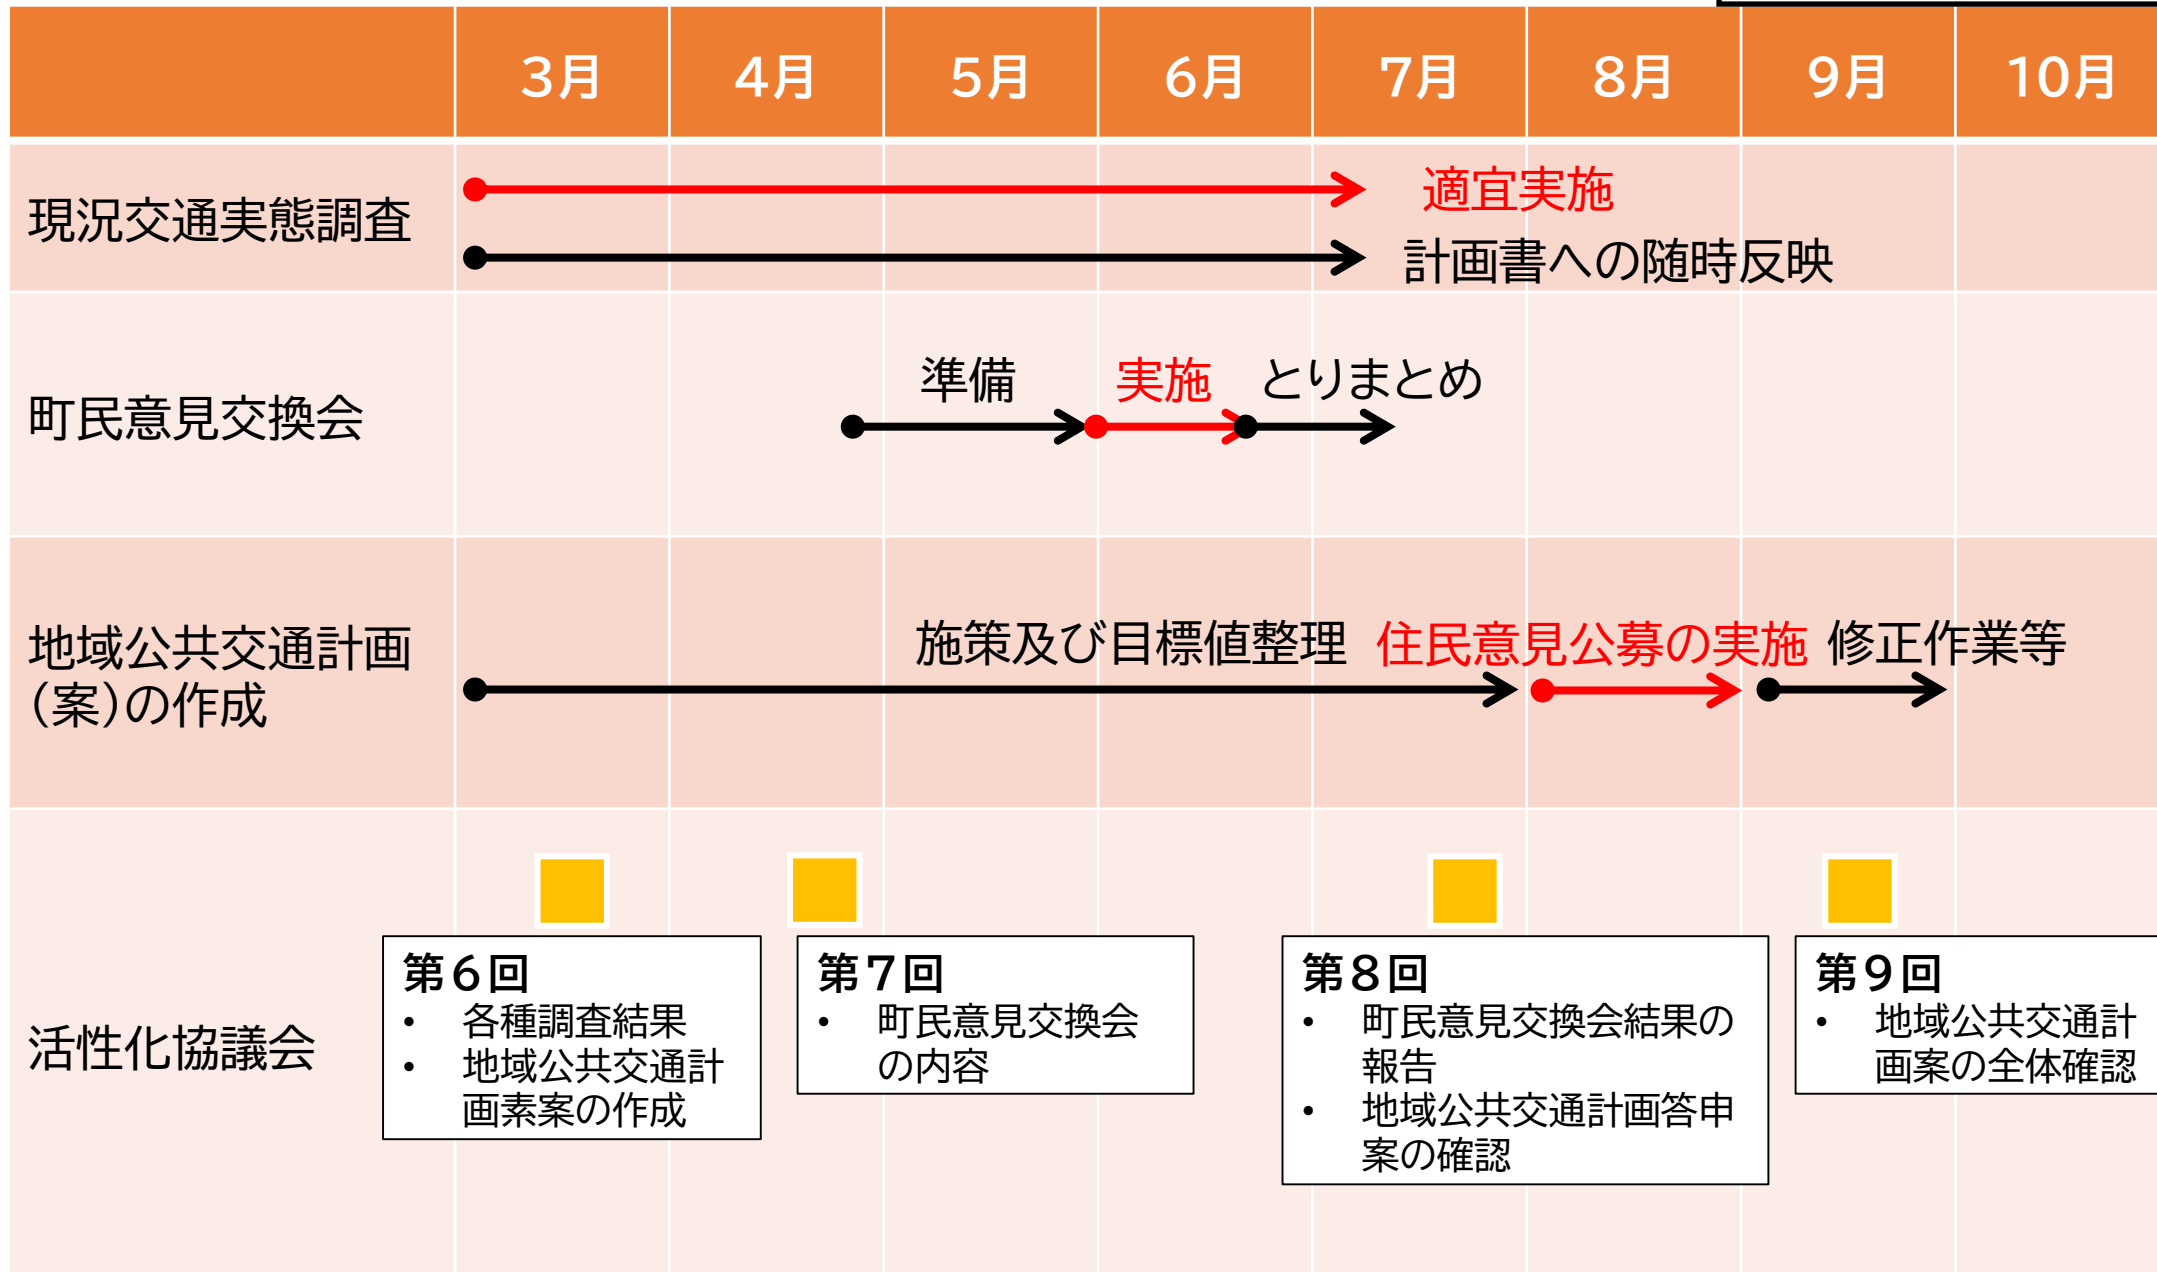 3月 4月 5月 6月 7月 8月 9月 10月
現況交通実態調査
適宜実施
計画書への随時反映
町民意見交換会
準備 実施 とりまとめ
地域公共交通計画
（案）の作成
施策及び目標値整理 住民意見公募の実施 修正作業等
活性化協議会
第６回
• 各種調査結果
• 地域公共交通計
画素案の作成
第７回
• 町民意見交換会
の内容
第８回
• 町民意見交換会結果の
報告
• 地域公共交通計画答申
案の確認
第９回
• 地域公共交通計
画案の全体確認